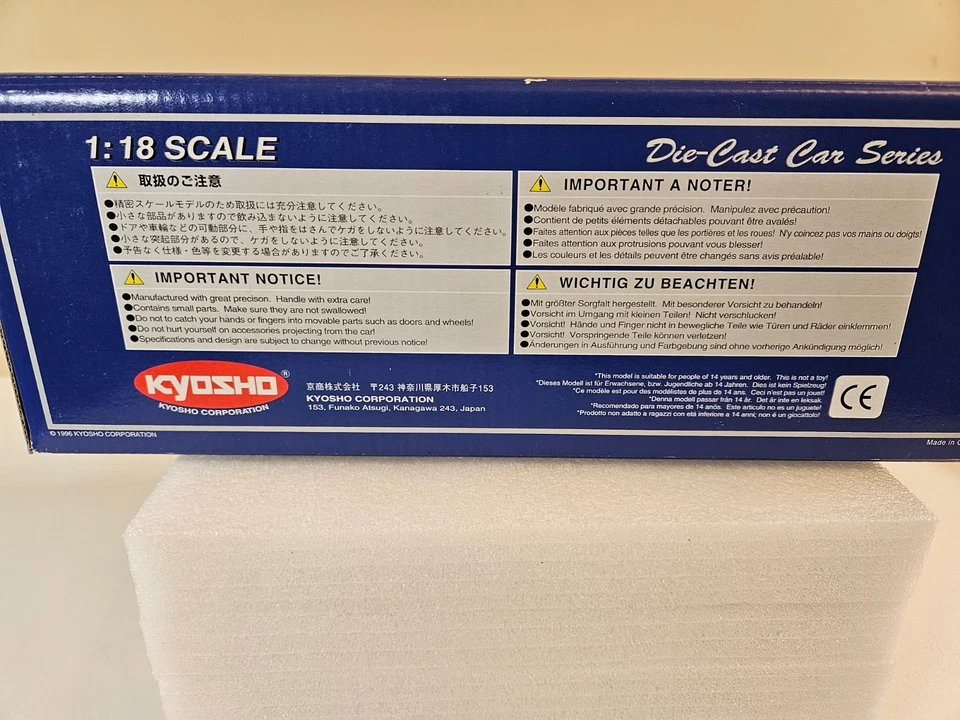 1:18 SCALE
Die-Cast Car Series
取扱のご注意
●精密スケールモデルのため取扱には充分注意してください。
●小さな部品がありますので飲み込まないように注意してください。
●ドアや車輪などの可動部分に、手や指をはさんでケガをしないように注意してください。
●小さな突起部分があるので、ケガをしないように注意してください。
●予告なく仕様・色等を変更する場合がありますのでご了承ください。
IMPORTANT A NOTER!
●Modèle fabriqué avec grande précision. Manipulez avec précaution!
●Contient de petits éléments détachables pouvant être avalés!
●Faites attention aux pièces telles que les portières et les roues! N'y coincez pas vos mains ou doigts!
●Faites attention aux protrusions pouvant vous blesser!
●Les couleurs et les détails peuvent être changés sans avis préalable!
IMPORTANT NOTICE!
●Manufactured with great precison. Handle with extra care!
●Contains small parts. Make sure they are not swallowed!
●Do not to catch your hands or fingers into movable parts such as doors and wheels!
●Do not hurt yourself on accessories projecting from the car!
●Specifications and design are subject to change without previous notice!
WICHTIG ZU BEACHTEN!
●Mit größter Sorgfalt hergestellt. Mit besonderer Vorsicht zu behandeln!
●Vorsicht im Umgang mit kleinen Teilen! Nicht verschlucken!
●Vorsicht! Hände und Finger nicht in bewegliche Teile wie Türen und Räder einklemmen!
●Vorsicht! Vorspringende Teile können verletzen!
●Änderungen in Ausführung und Farbgebung sind ohne vorherige Ankündigung möglich!
KYOSHO®
KYOSHO CORPORATION
京商株式会社 〒243 神奈川県厚木市船子153
KYOSHO CORPORATION
153, Funako Atsugi, Kanagawa 243, Japan
*This model is suitable for people of 14 years and older. This is not a toy!
*Dieses Modell ist für Erwachsene, bzw. Jugendliche ab 14 Jahren. Dies ist kein Spielzeug!
*Ce modèle est pour des modélistes de plus de 14 ans. Ceci n'est pas un jouet!
*Denna modell passar från 14 år. Det är inte en leksak.
*Recomendado para mayores de 14 anõs. Este articulo no es un juguete!
*Prodotto non adatto a ragazzi con età inferiore a 14 anni; non è un giocattolo!
CE
© 1996 KYOSHO CORPORATION
Made in